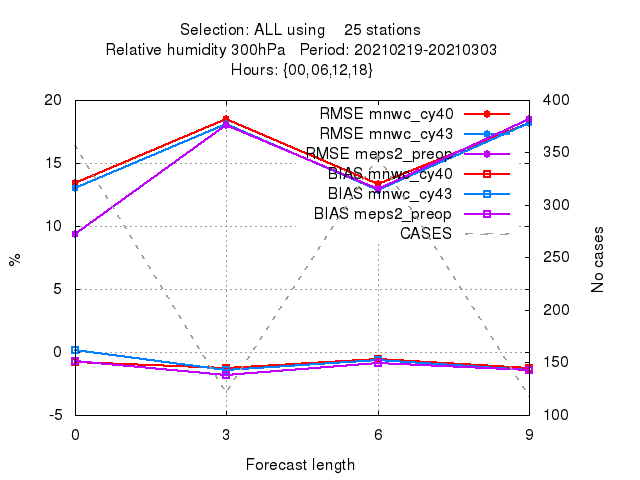 Selection: ALL using    25 stations
Relative humidity 300hPa   Period: 20210219-20210303
Hours: {00,06,12,18}
20
15
10
5
0
-5
%
RMSE mnwc_cy40
RMSE mnwc_cy43
RMSE meps2_preop
BIAS mnwc_cy40
BIAS mnwc_cy43
BIAS meps2_preop
CASES
400
350
300
250
200
150
100
No cases
0 3 6 9
Forecast length